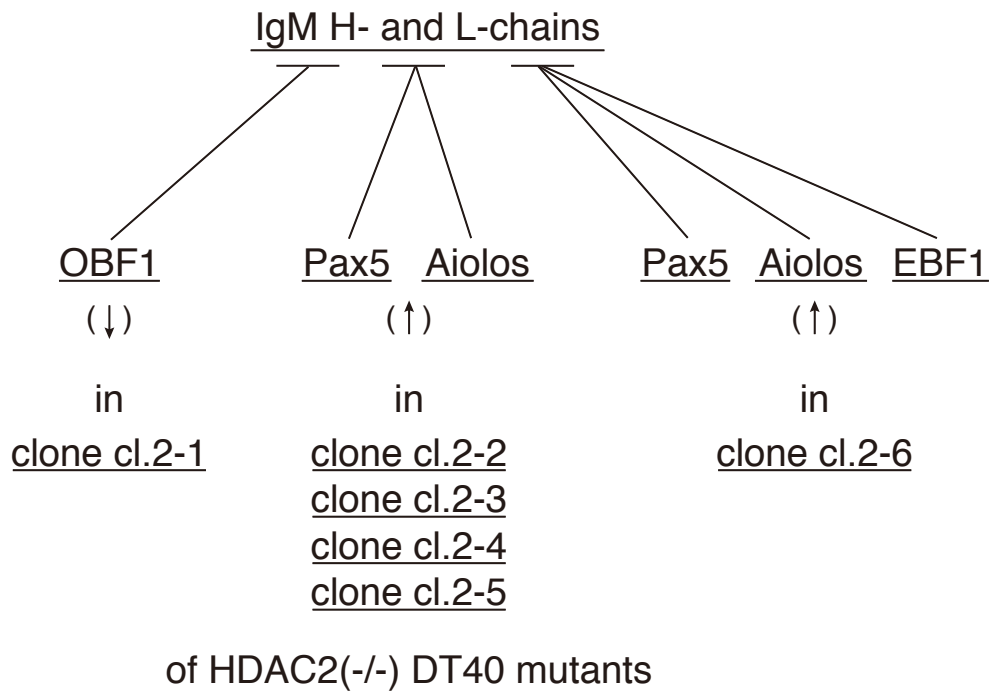 IgM H- and L-chains
OBF1 Pax5 Aiolos Pax5 Aiolos EBF1
(↓) (↑) (↑)
in in in
clone cl.2-1 clone cl.2-2 clone cl.2-6
clone cl.2-3
clone cl.2-4
clone cl.2-5
of HDAC2(-/-) DT40 mutants